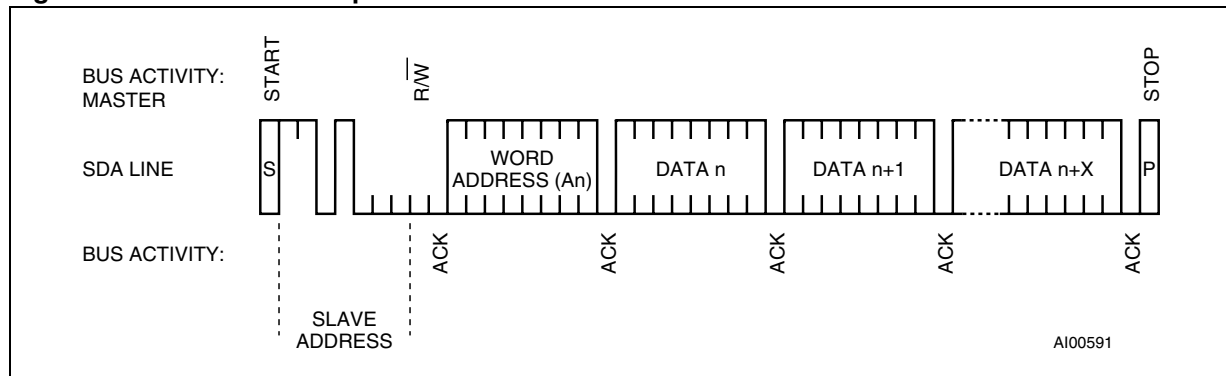 BUS ACTIVITY:
MASTER
START
R/W
STOP
SDA LINE
S
WORD
ADDRESS (An)
DATA n
DATA n+1
DATA n+X
P
BUS ACTIVITY:
ACK
ACK
ACK
ACK
ACK
SLAVE
ADDRESS
AI00591